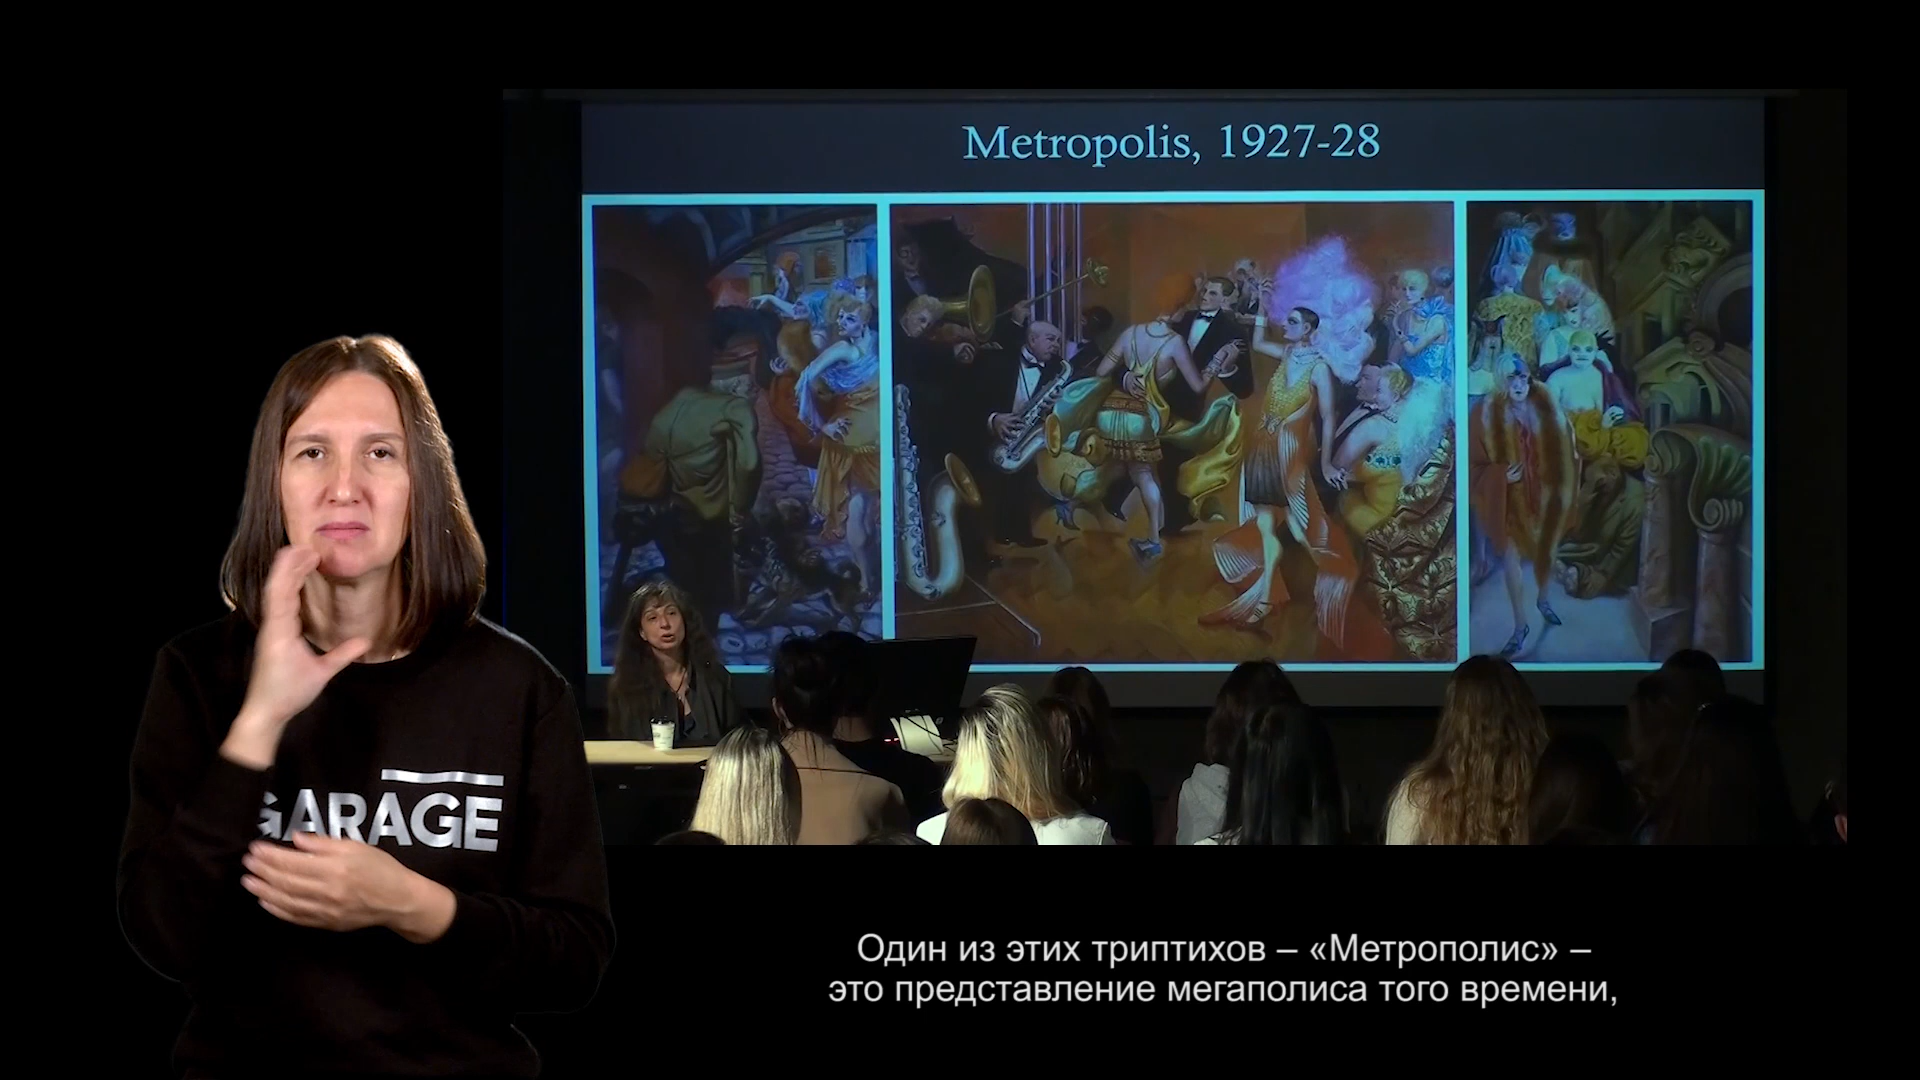 Metropolis, 1927-28
GARAGE
Один из этих триптихов – «Метрополис» –
это представление мегаполиса того времени,